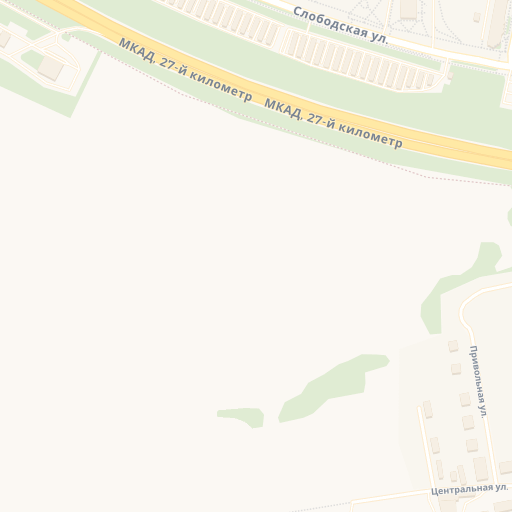 Слободская ул.
МКАД, 27-й километр
МКАД, 27-й километр
Привольная ул.
Центральная ул.